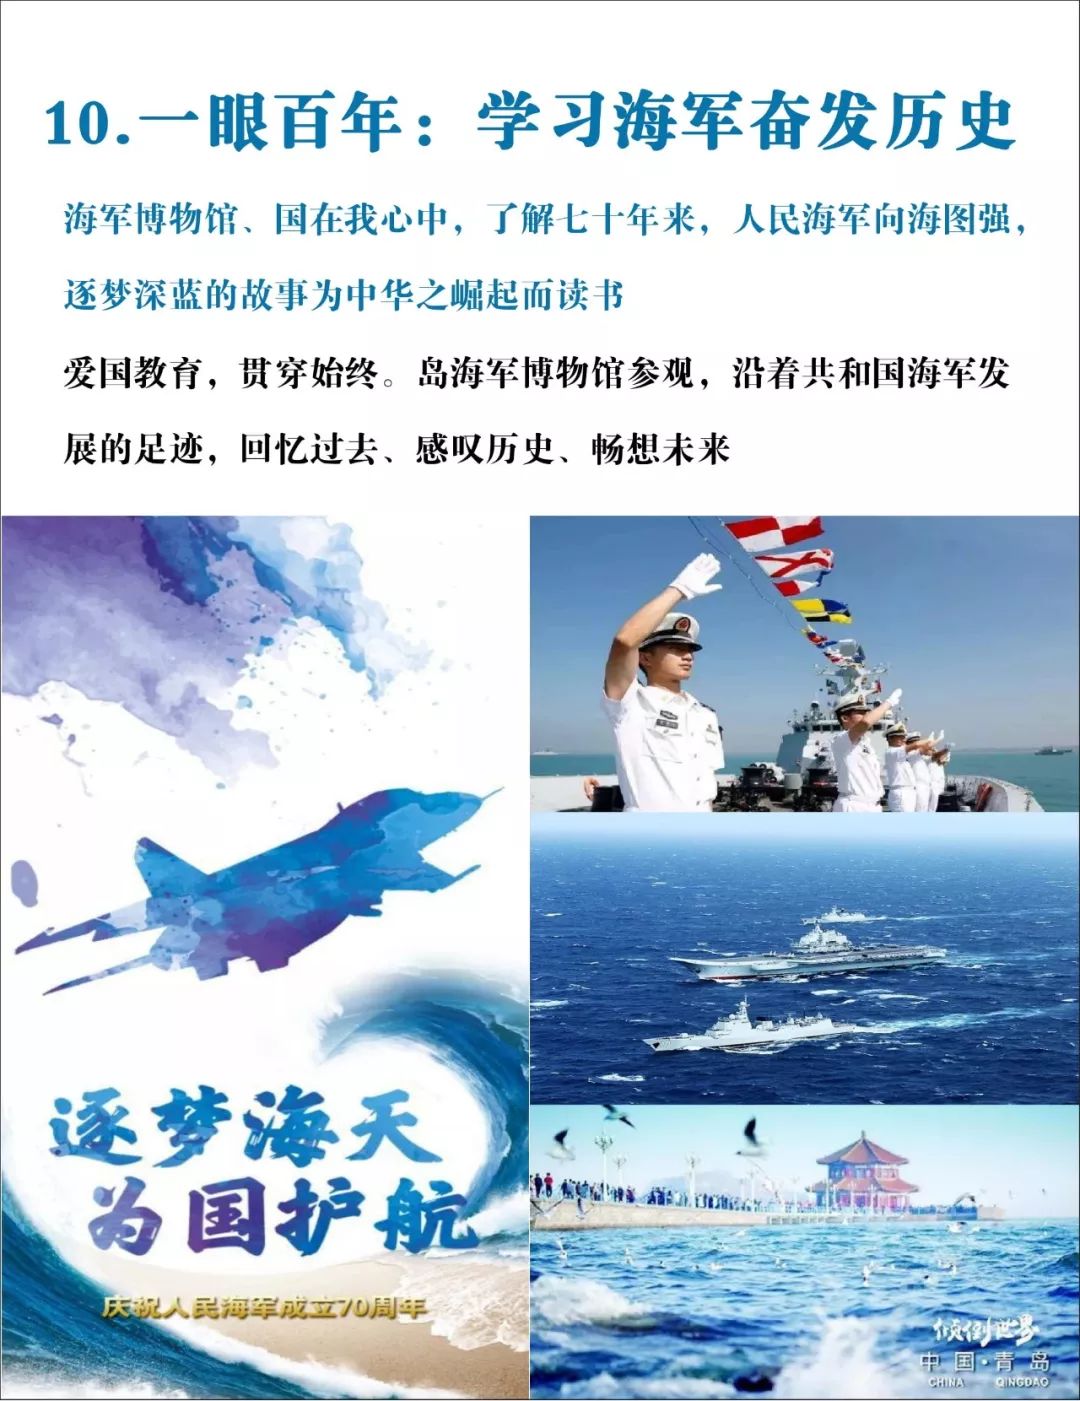 10.一眼百年：学习海军奋发历史
海军博物馆、国在我心中，了解七十年来，人民海军向海图强，
逐梦深蓝的故事为中华之崛起而读书
爱国教育，贯穿始终。岛海军博物馆参观，沿着共和国海军发
展的足迹，回忆过去、感叹历史、畅想未来
逐梦海天
为国护航
庆祝人民海军成立70周年
倾倒世界
中国·青岛
CHINA QINGDAO